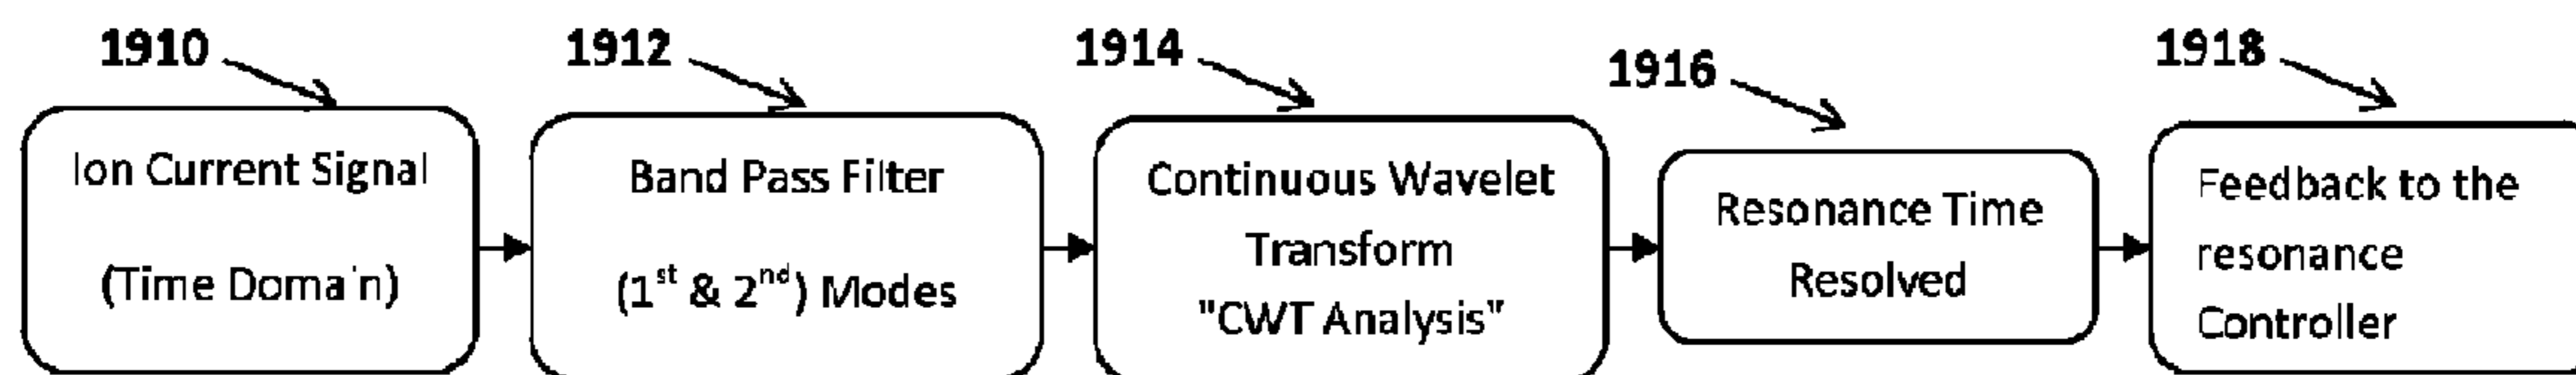 1910
1912
1914
1916
1918
Ion Current Signal
(Time Domain)
Band Pass Filter
(1st & 2nd) Modes
Continuous Wavelet
Transform
"CWT Analysis"
Resonance Time
Resolved
Feedback to the
resonance
Controller